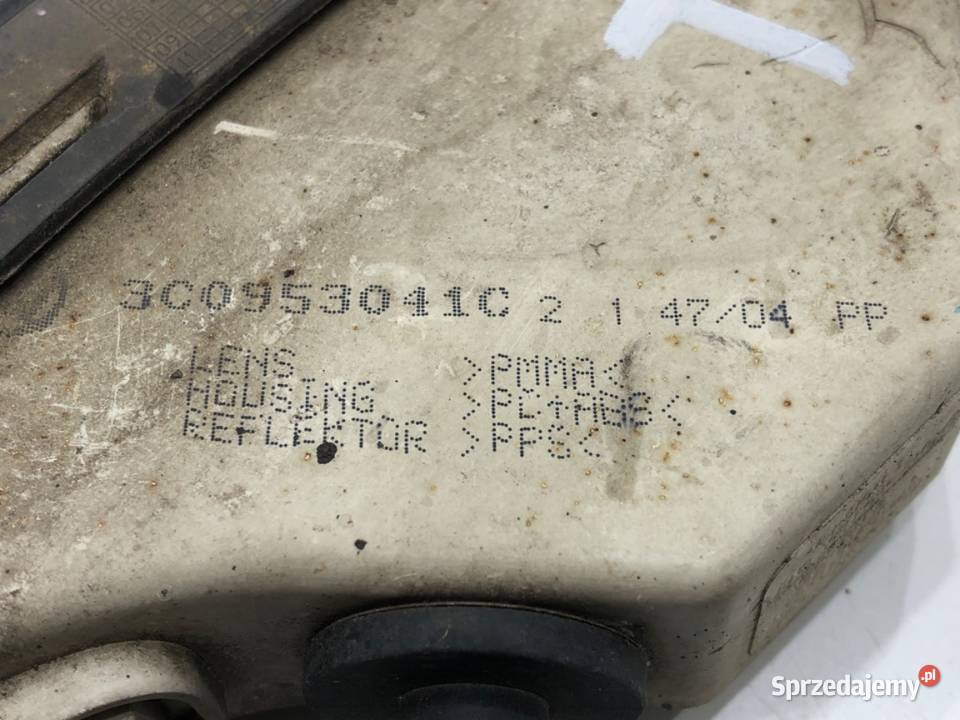 3C0953041C 2 1 47/04 PP
LENS >PMMA<
HOUSING >PC+ABS<
REFLEKTOR >PPS<
Sprzedajemy.pl